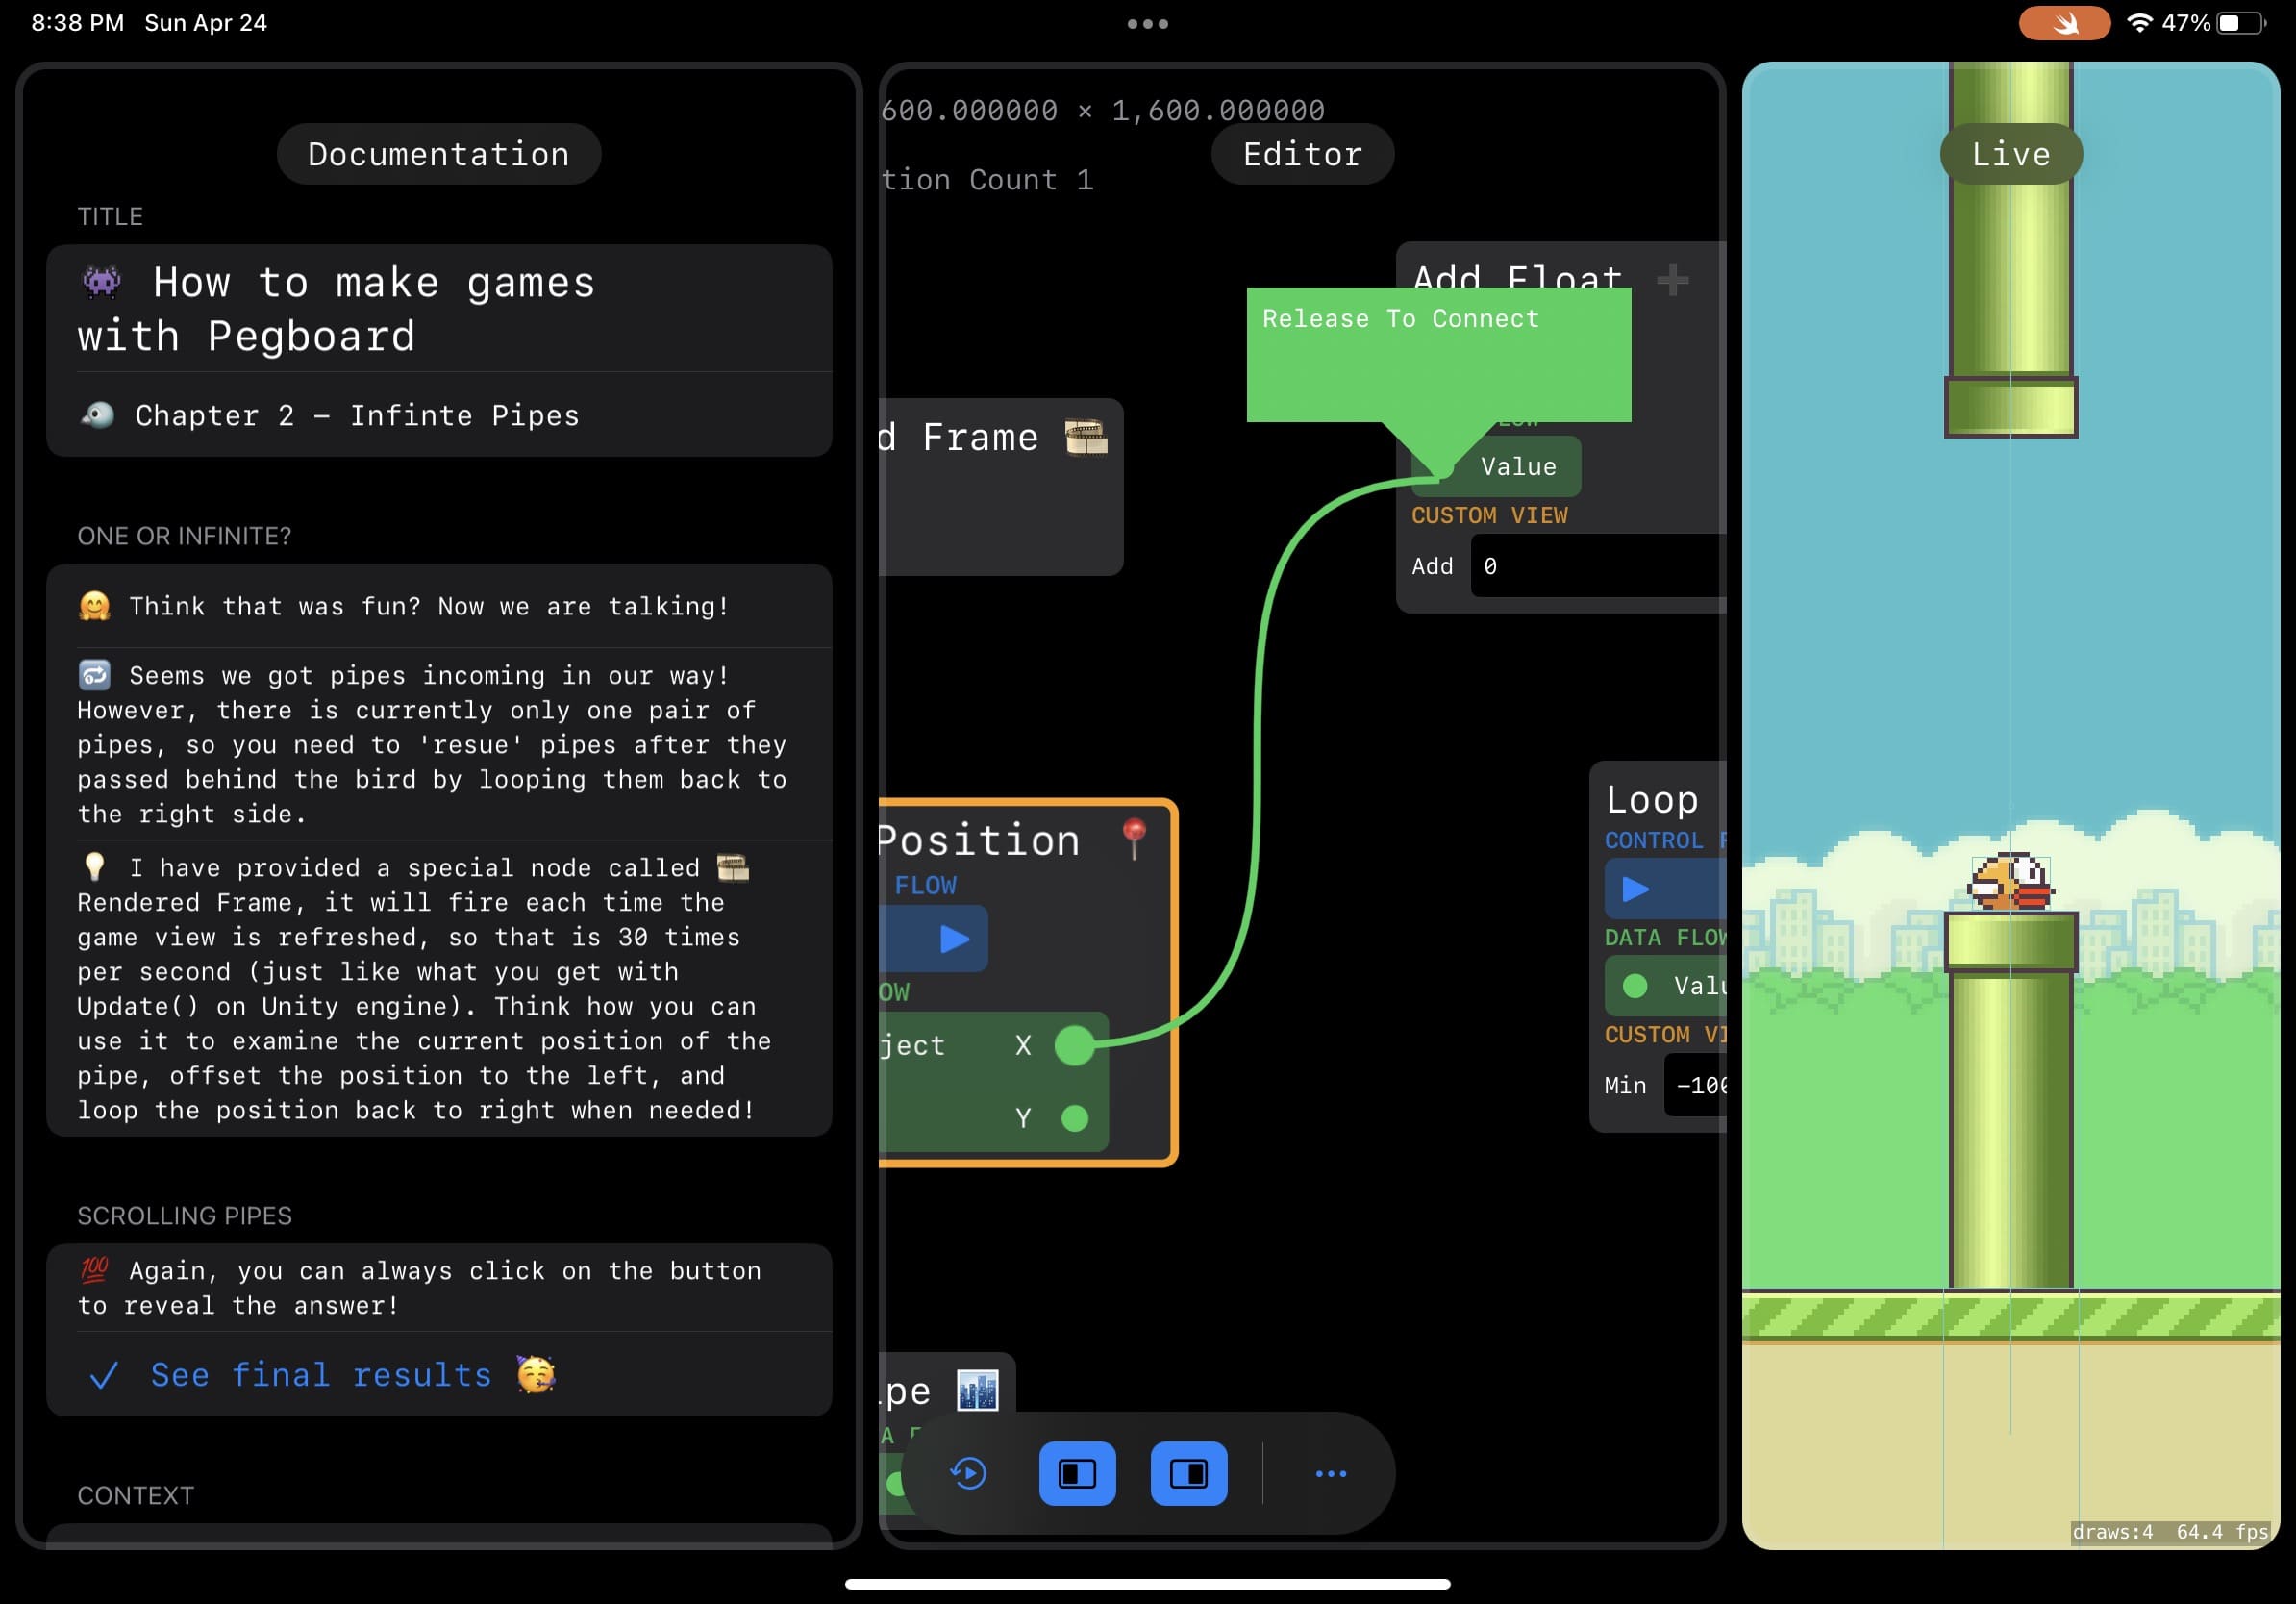 8:38 PM Sun Apr 24
47%
Documentation
TITLE
How to make games
with Pegboard
Chapter 2 – Infinte Pipes
ONE OR INFINITE?
Think that was fun? Now we are talking!
Seems we got pipes incoming in our way!
However, there is currently only one pair of
pipes, so you need to 'resue' pipes after they
passed behind the bird by looping them back to
the right side.
I have provided a special node called
Rendered Frame, it will fire each time the
game view is refreshed, so that is 30 times
per second (just like what you get with
Update() on Unity engine). Think how you can
use it to examine the current position of the
pipe, offset the position to the left, and
loop the position back to right when needed!
SCROLLING PIPES
💯 Again, you can always click on the button
to reveal the answer!
See final results
CONTEXT
600.000000 × 1,600.000000
Editor
tion Count 1
Add Float
Release To Connect
d Frame
Value
CUSTOM VIEW
Add 0
Position
FLOW
OW
ject X
Y
Loop
CONTROL F
DATA FLOW
Valu
CUSTOM VI
Min -100
ipe
A F
Live
draws:4 64.4 fps